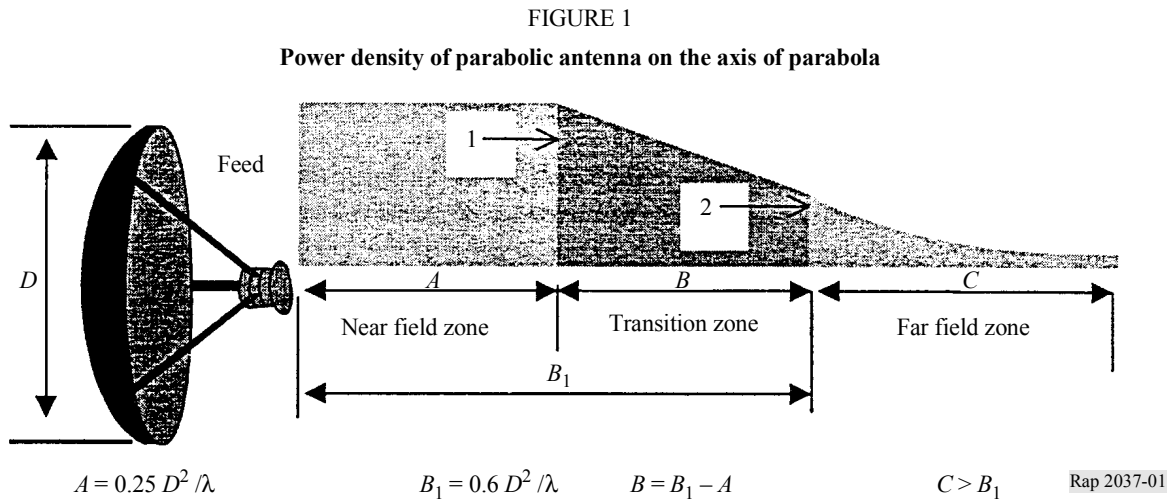 FIGURE 1
Power density of parabolic antenna on the axis of parabola
Feed
1
2
D
A
B
C
Near field zone
Transition zone
Far field zone
B₁
A = 0.25 D² /λ
B₁ = 0.6 D² /λ
B = B₁ – A
C > B₁
Rap 2037-01